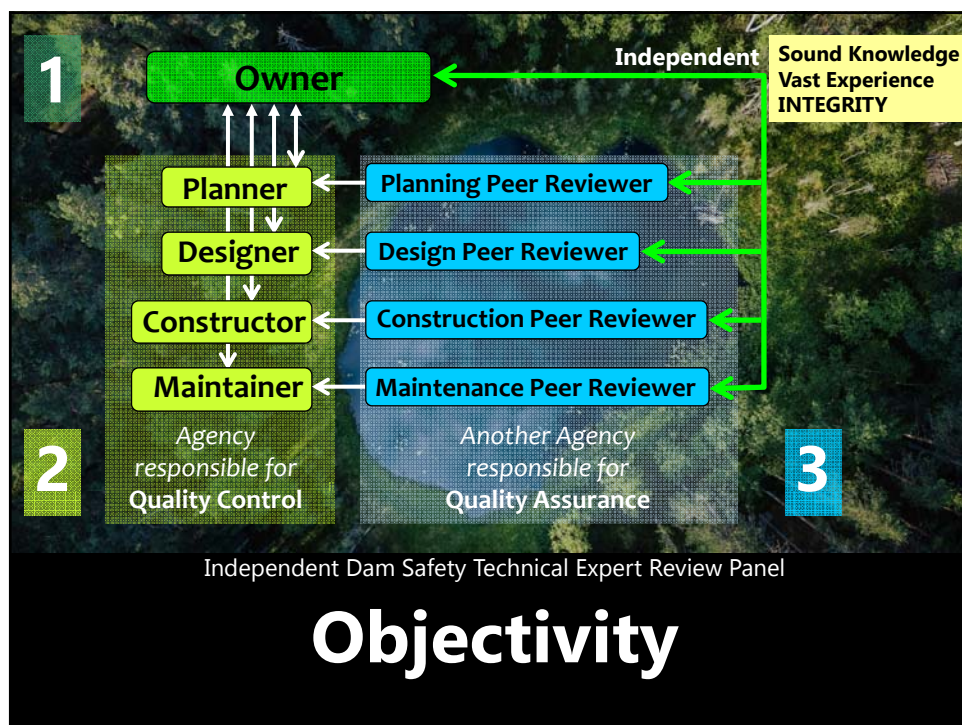 1
Owner
Independent
Sound Knowledge
Vast Experience
INTEGRITY
Planner
Planning Peer Reviewer
Designer
Design Peer Reviewer
Constructor
Construction Peer Reviewer
Maintainer
Maintenance Peer Reviewer
2
Agency
responsible for
Quality Control
Another Agency
responsible for
Quality Assurance
3
Independent Dam Safety Technical Expert Review Panel
Objectivity